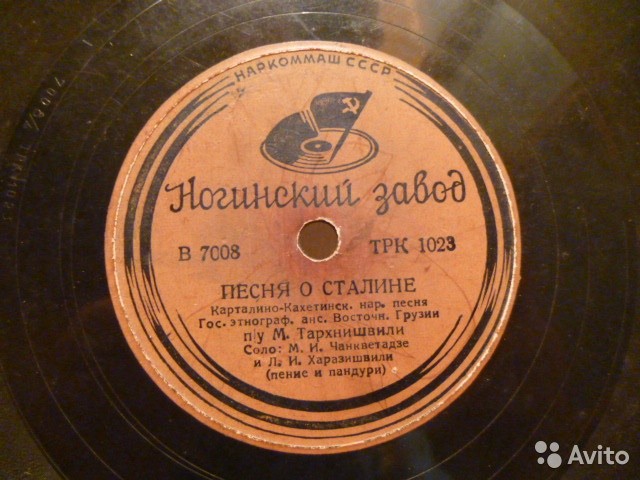 НАРКОММАШ СССР
Ногинский завод
В 7008 ТРК 1023
ПЕСНЯ О СТАЛИНЕ
Карталино-Кахетинск. нар. песня
Гос. этнограф. анс. Восточн. Грузии
п/у М. Тархнишвили
Соло: М. И. Чанкветадзе
и Л. И. Харазишвили
(пение и пандури)
Avito